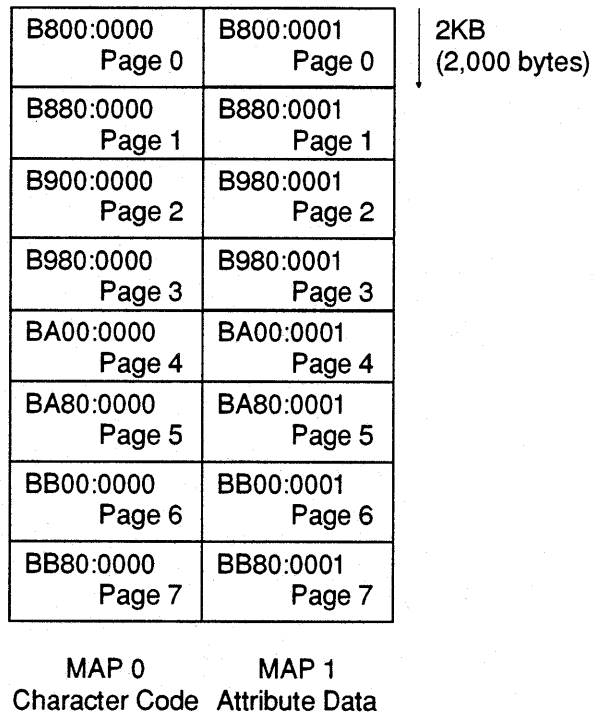 B800:0000 B800:0001 2KB
Page 0 Page 0 (2,000 bytes)
B880:0000 B880:0001
Page 1 Page 1
B900:0000 B980:0001
Page 2 Page 2
B980:0000 B980:0001
Page 3 Page 3
BA00:0000 BA00:0001
Page 4 Page 4
BA80:0000 BA80:0001
Page 5 Page 5
BB00:0000 BB00:0001
Page 6 Page 6
BB80:0000 BB80:0001
Page 7 Page 7
MAP 0 MAP 1
Character Code Attribute Data